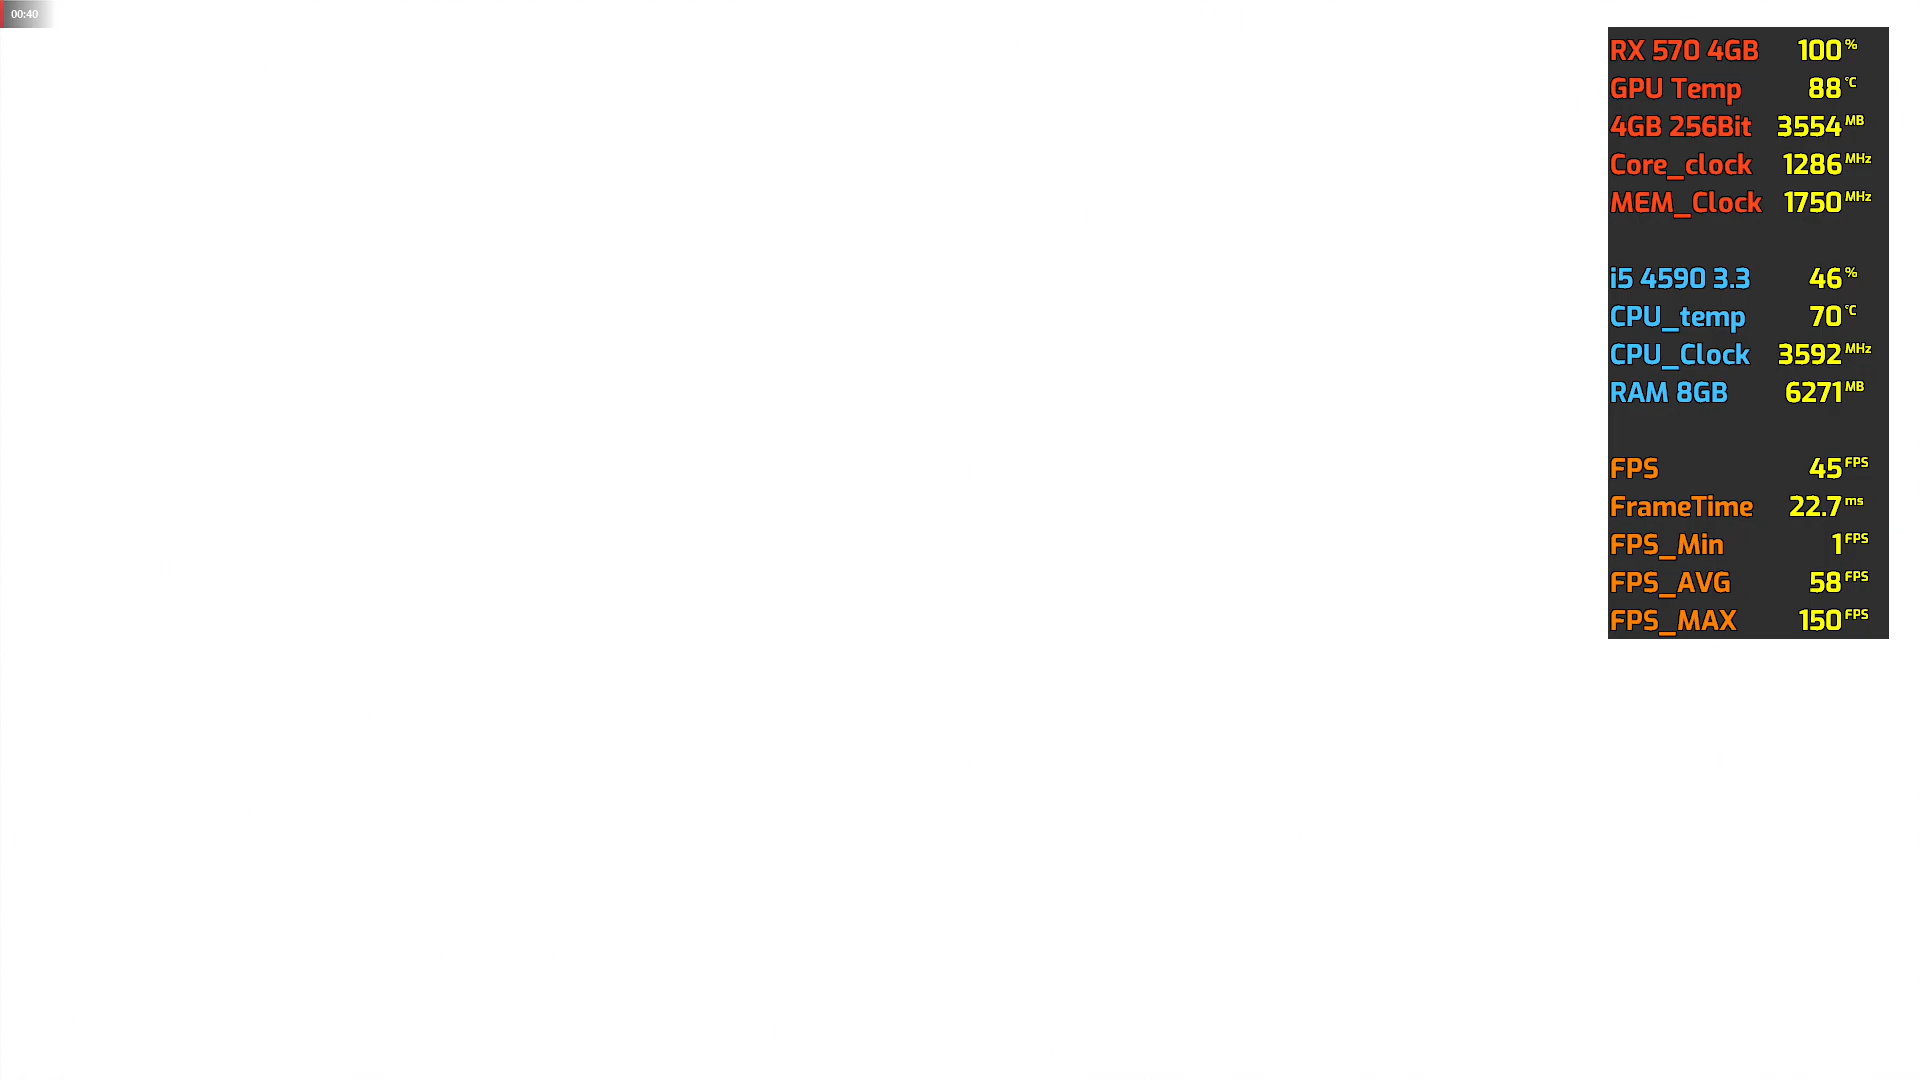 00:40
RX 570 4GB 100 %
GPU Temp 88 °C
4GB 256Bit 3554 MB
Core_clock 1286 MHz
MEM_Clock 1750 MHz
i5 4590 3.3 46 %
CPU_temp 70 °C
CPU_Clock 3592 MHz
RAM 8GB 6271 MB
FPS 45 FPS
FrameTime 22.7 ms
FPS_Min 1 FPS
FPS_AVG 58 FPS
FPS_MAX 150 FPS